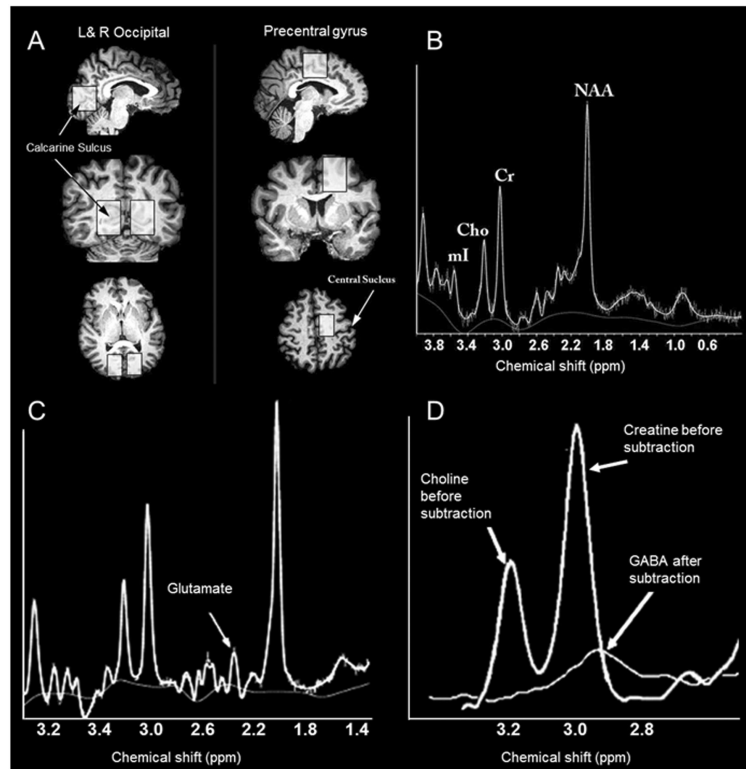 A
L& R Occipital
Precentral gyrus
Calcarine Sulcus
Central Suclcus
B
NAA
Cr
Cho
mI
3.8 3.4 3.0 2.6 2.2 1.8 1.4 1.0 0.6
Chemical shift (ppm)
C
Glutamate
3.2 3.4 3.0 2.6 2.2 1.8 1.4
Chemical shift (ppm)
D
Creatine before
subtraction
Choline
before
subtraction
GABA after
subtraction
3.2 3.0 2.8
Chemical shift (ppm)